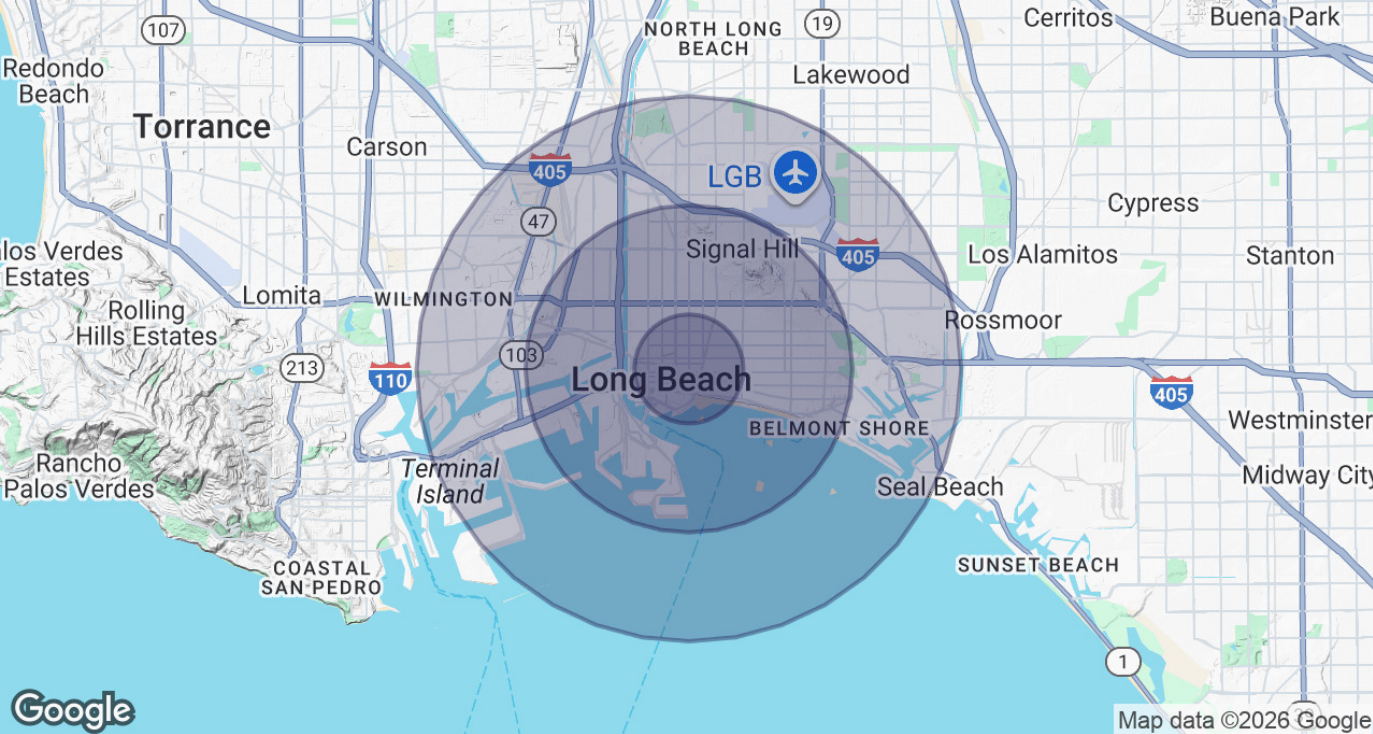 107
NORTH LONG
BEACH
19
Cerritos
Buena Park
Redondo
Beach
Lakewood
Torrance
Carson
405
LGB
47
Cypress
Signal Hill
405
Los Alamitos
Stanton
alos Verdes
Estates
Lomita
WILMINGTON
Rolling
Hills Estates
Rossmoor
103
213
110
Long Beach
405
Westminster
BELMONT SHORE
Rancho
Palos Verdes
Terminal
Island
Midway City
Seal Beach
COASTAL
SAN PEDRO
SUNSET BEACH
1
Google
Map data ©2026 Google